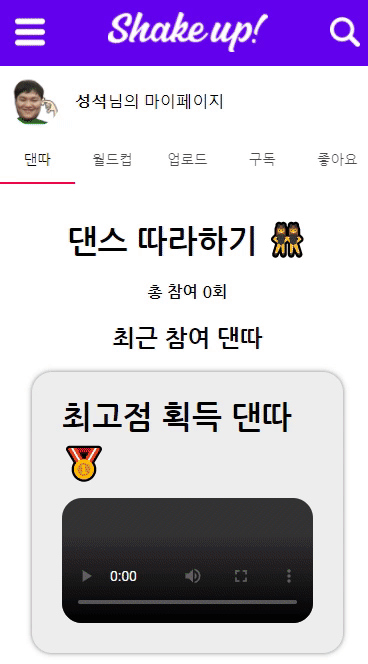 Shake up!
성석님의 마이페이지
댄따 월드컵 업로드 구독 좋아요
댄스 따라하기
총 참여 0회
최근 참여 댄따
최고점 획득 댄따
0:00